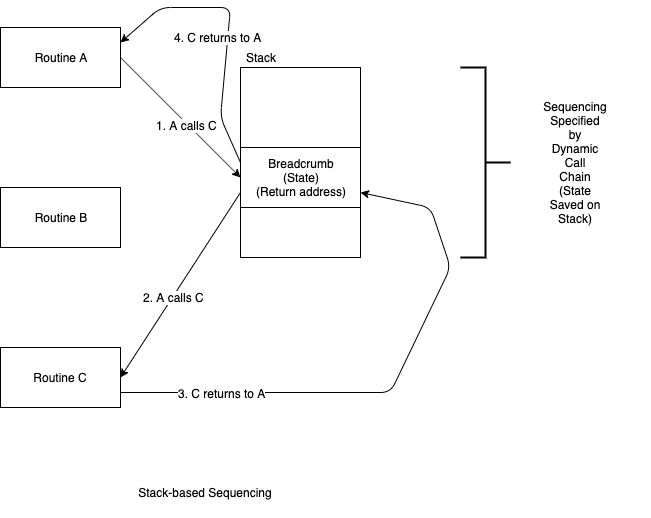 4. C returns to A
Routine A
Stack
1. A calls C
Sequencing
Specified
by
Dynamic
Call
Chain
(State
Saved on
Stack)
Breadcrumb
(State)
(Return address)
Routine B
2. A calls C
Routine C
3. C returns to A
Stack-based Sequencing